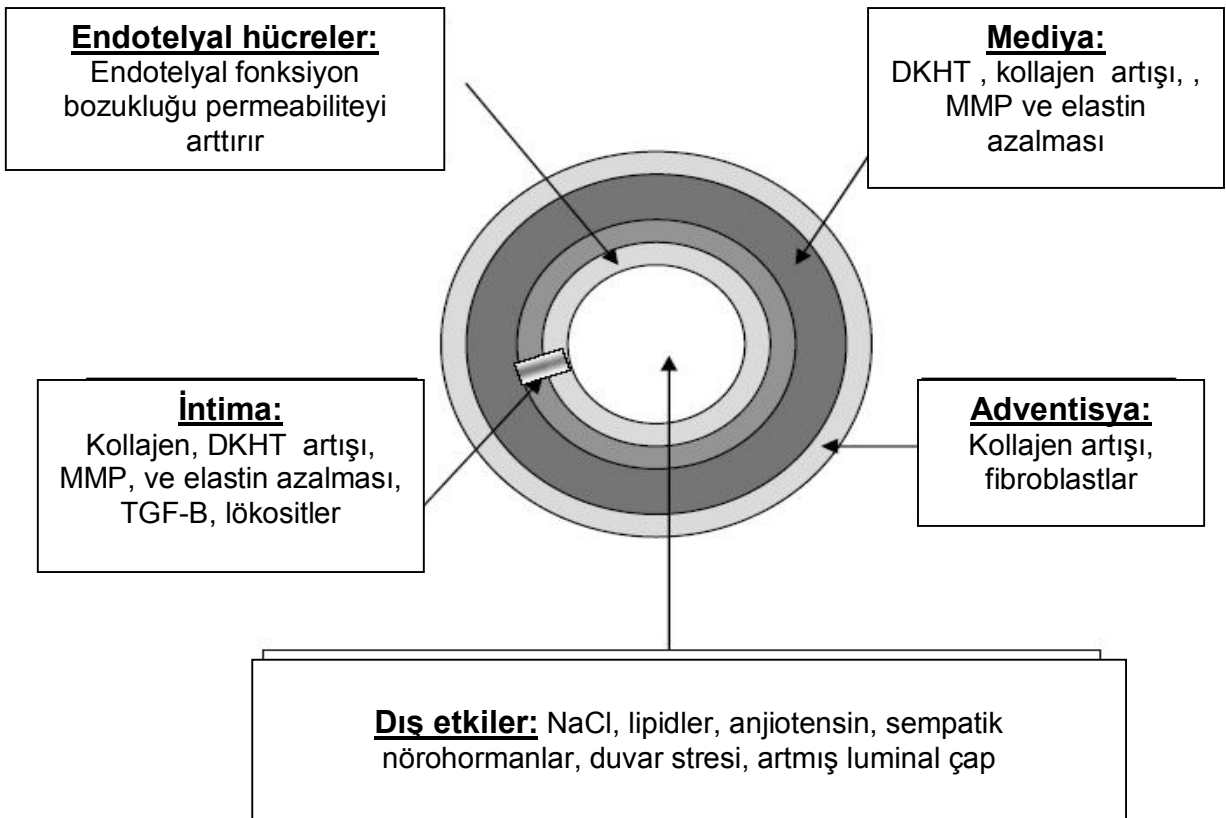 Endotelyal hücreler:
Endotelyal fonksiyon
bozukluğu permeabiliteyi
arttırır
Mediya:
DKHT , kollajen artışı, ,
MMP ve elastin
azalması
İntima:
Kollajen, DKHT artışı,
MMP, ve elastin azalması,
TGF-B, lökositler
Adventisya:
Kollajen artışı,
fibroblastlar
Dış etkiler: NaCl, lipidler, anjiotensin, sempatik
nörohormanlar, duvar stresi, artmış luminal çap